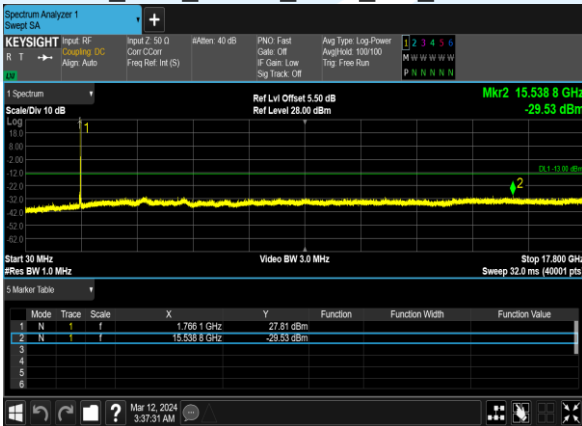 Spectrum Analyzer 1
Swept SA
+
KEYSIGHT Input: RF Input Z: 50 Ω #Atten: 40 dB PNO: Fast Avg Type: Log-Power 1 2 3 4 5 6
R T Coupling: DC Corr CCorr Gate: Off Avg|Hold: 100/100 M W W W W W
Align: Auto Freq Ref: Int (S) IF Gain: Low Trig: Free Run
LU Sig Track: Off P N N N N N
1 Spectrum
Scale/Div 10 dB
Ref Lvl Offset 5.50 dB
Ref Level 28.00 dBm
Mkr2 15.538 8 GHz
-29.53 dBm
Log
18.0
8.00
-2.00
-12.0
-22.0
-32.0
-42.0
-52.0
-62.0
1
DL1 -13.00 dBm
2
Start 30 MHz Video BW 3.0 MHz Stop 17.800 GHz
#Res BW 1.0 MHz Sweep 32.0 ms (40001 pts)
5 Marker Table
Mode Trace Scale X Y Function Function Width Function Value
1 N 1 f 1.766 1 GHz 27.81 dBm
2 N 1 f 15.538 8 GHz -29.53 dBm
3
4
5
6
?
Mar 12, 2024
3:37:31 AM